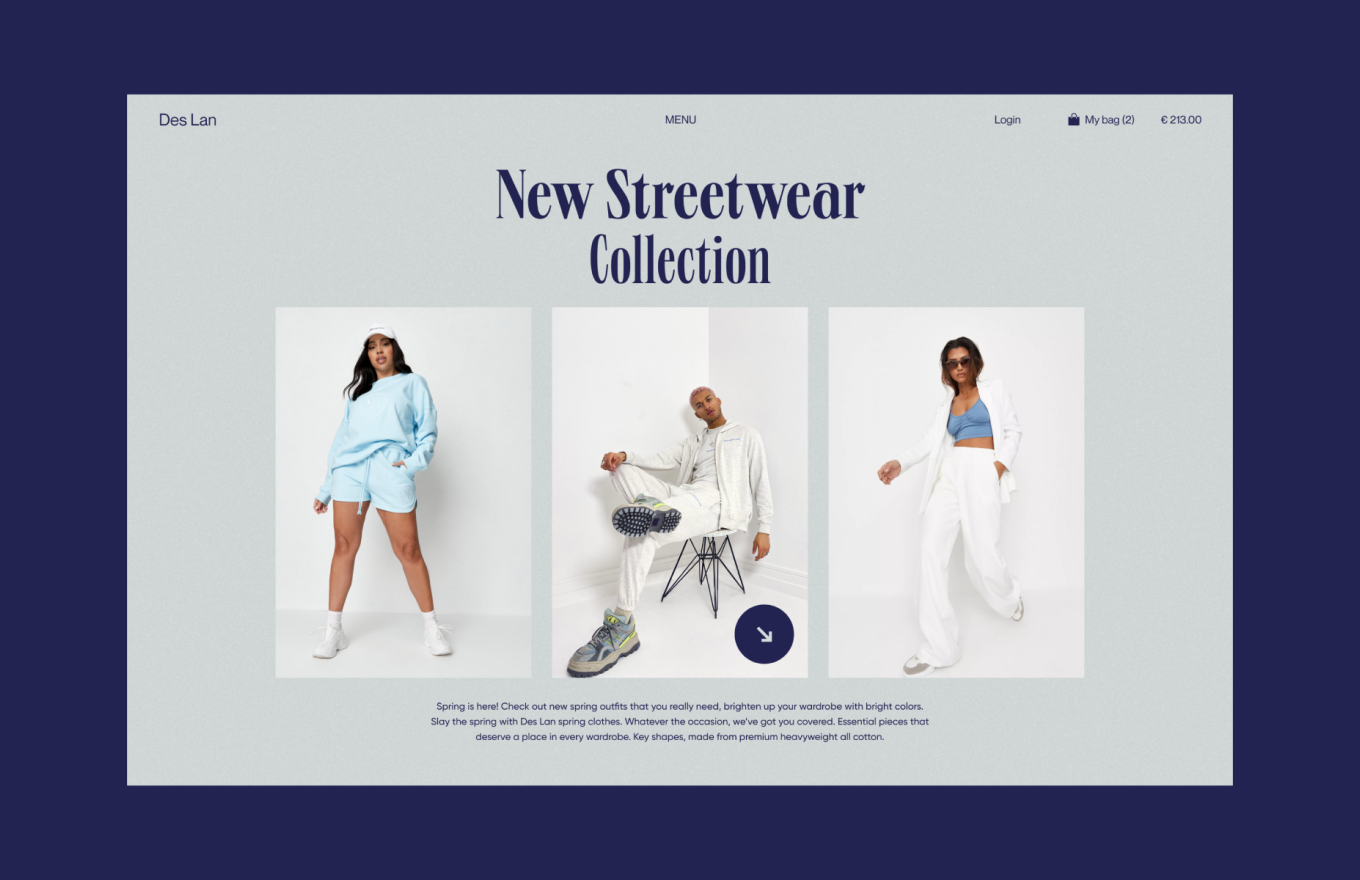 Des Lan
MENU
Login
My bag (2)
€ 213.00
New Streetwear
Collection
Spring is here! Check out new spring outfits that you really need, brighten up your wardrobe with bright colors.
Slay the spring with Des Lan spring clothes. Whatever the occasion, we've got you covered. Essential pieces that
deserve a place in every wardrobe. Key shapes, made from premium heavyweight all cotton.